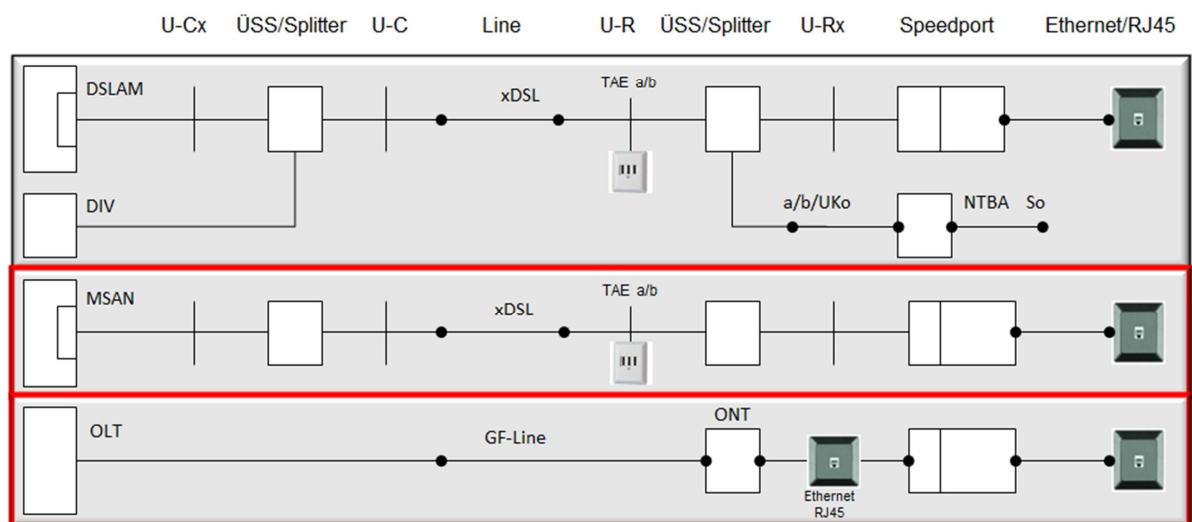 U-Cx ÜSS/Splitter U-C Line U-R ÜSS/Splitter U-Rx Speedport Ethernet/RJ45
DSLAM xDSL TAE a/b
DIV a/b/UKo NTBA So
MSAN xDSL TAE a/b
OLT GF-Line ONT
Ethernet
RJ45